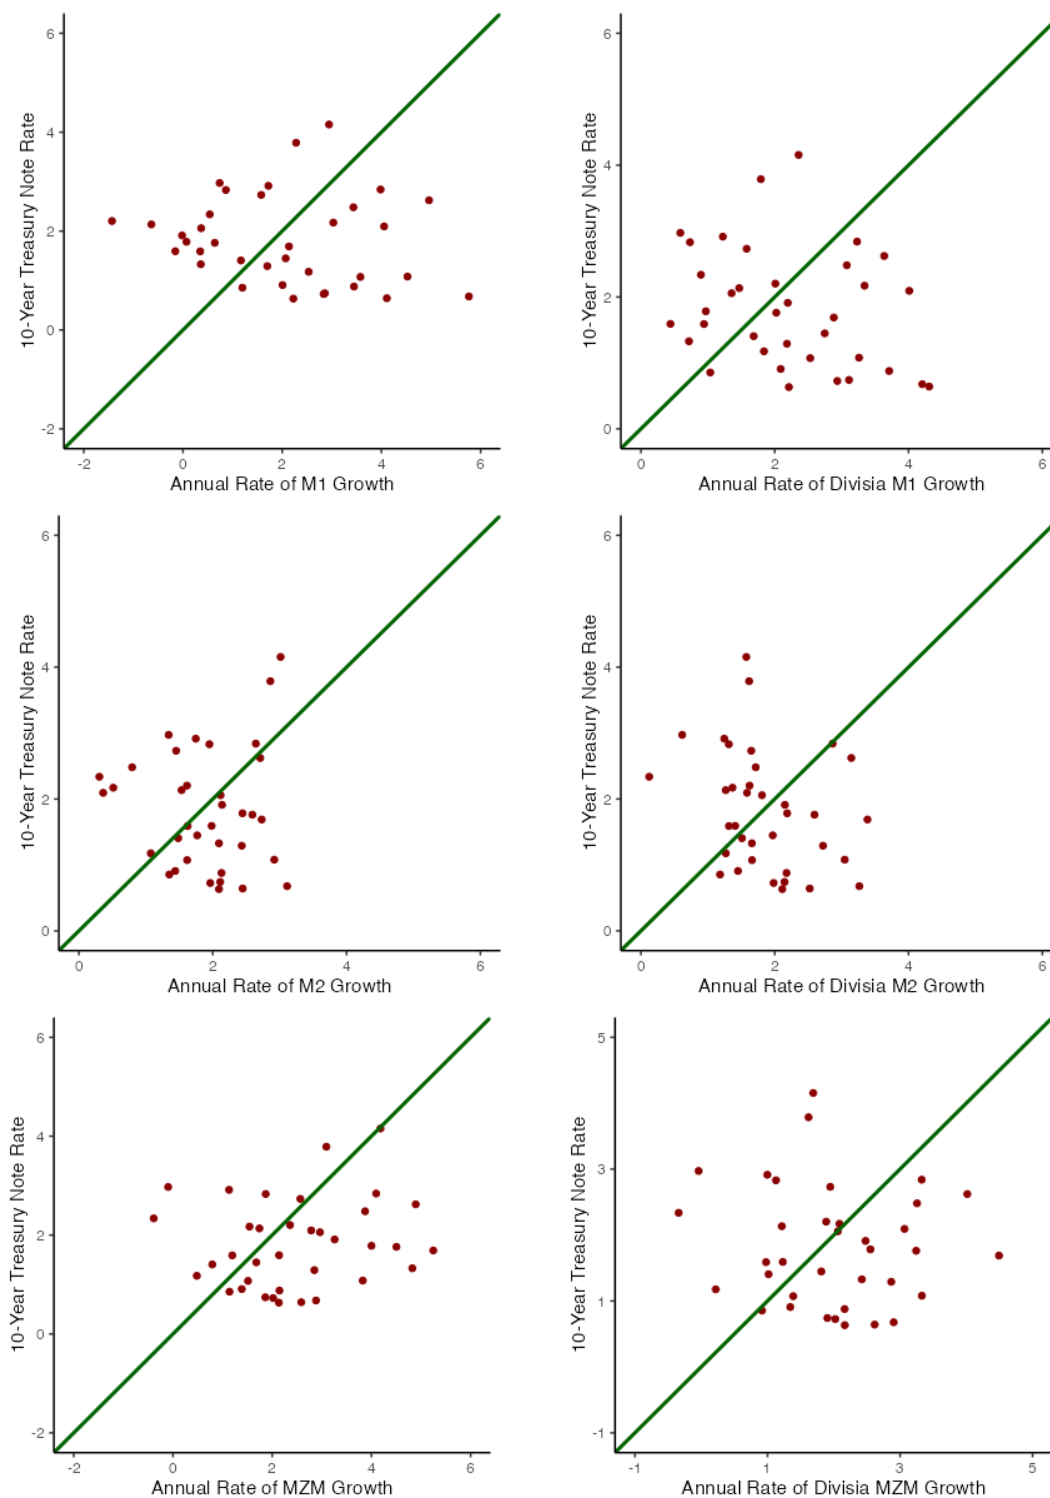 6
4
2
0
-2
10-Year Treasury Note Rate
-2 0 2 4 6
Annual Rate of M1 Growth
6
4
2
0
10-Year Treasury Note Rate
0 2 4 6
Annual Rate of Divisia M1 Growth
6
4
2
0
10-Year Treasury Note Rate
0 2 4 6
Annual Rate of M2 Growth
6
4
2
0
10-Year Treasury Note Rate
0 2 4 6
Annual Rate of Divisia M2 Growth
6
4
2
0
-2
10-Year Treasury Note Rate
-2 0 2 4 6
Annual Rate of MZM Growth
5
3
1
-1
10-Year Treasury Note Rate
-1 1 3 5
Annual Rate of Divisia MZM Growth